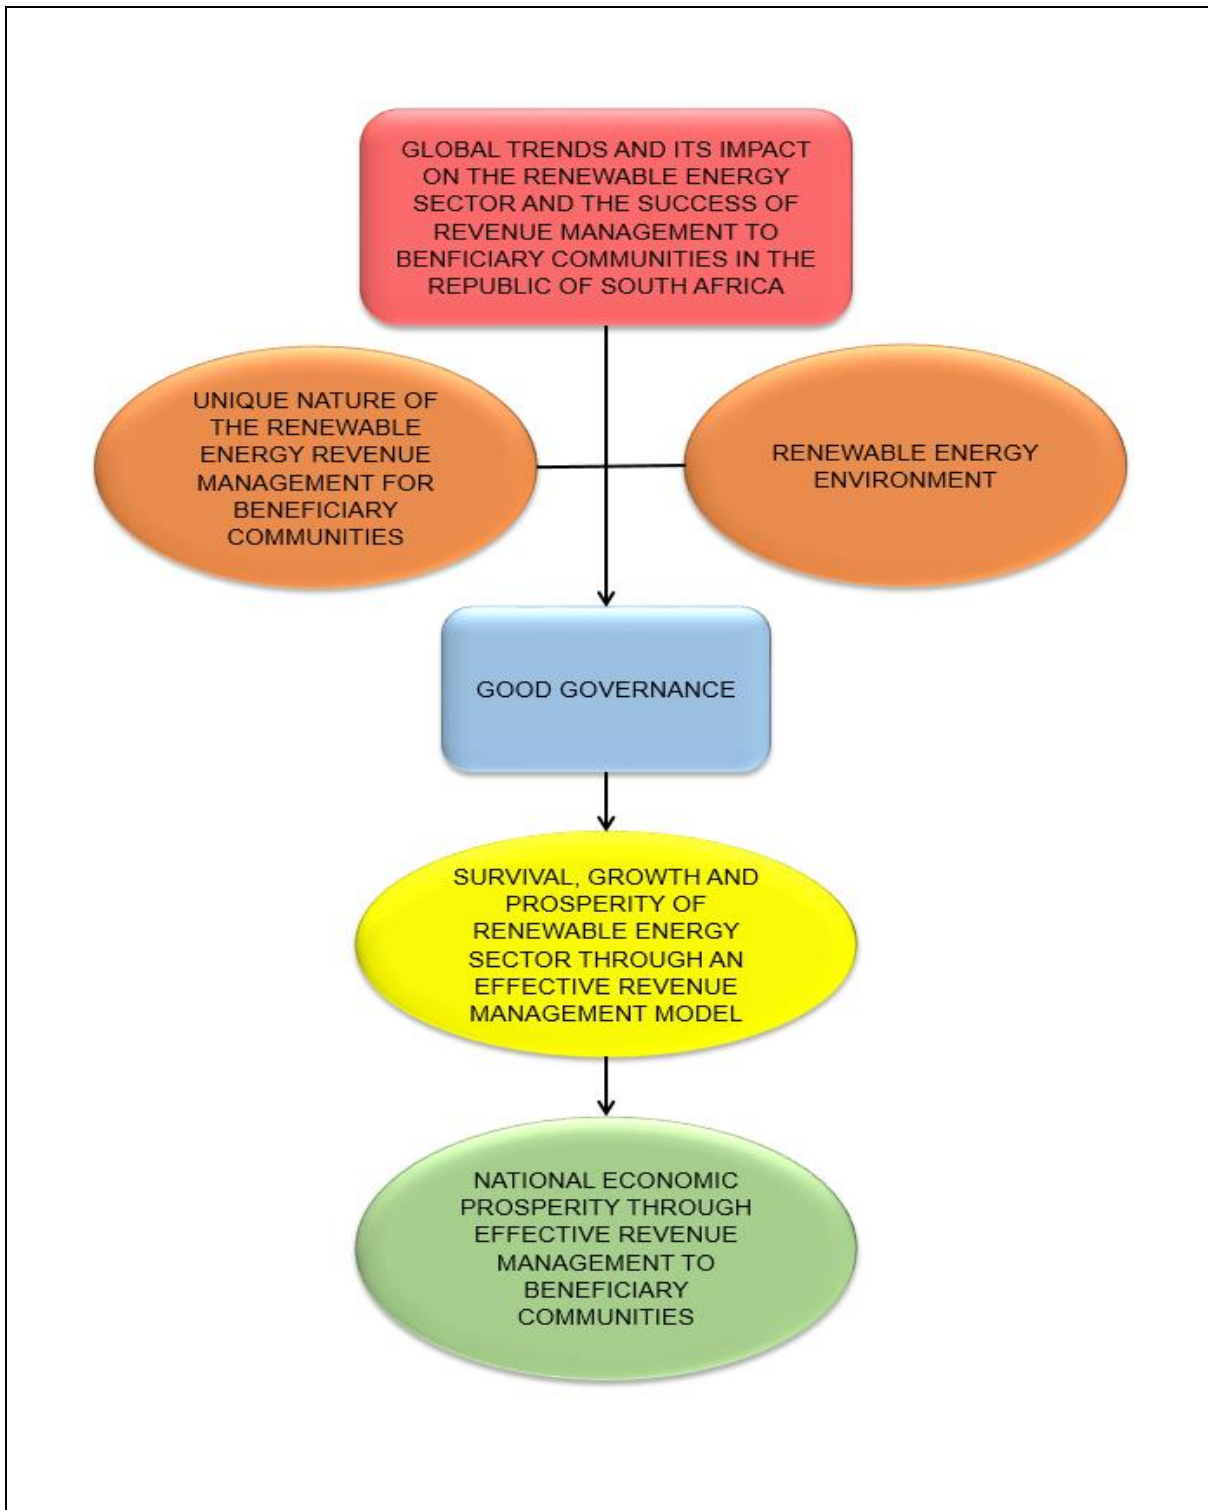 GLOBAL TRENDS AND ITS IMPACT
ON THE RENEWABLE ENERGY
SECTOR AND THE SUCCESS OF
REVENUE MANAGEMENT TO
BENFICIARY COMMUNITIES IN THE
REPUBLIC OF SOUTH AFRICA
UNIQUE NATURE OF
THE RENEWABLE
ENERGY REVENUE
MANAGEMENT FOR
BENEFICIARY
COMMUNITIES
RENEWABLE ENERGY
ENVIRONMENT
GOOD GOVERNANCE
SURVIVAL, GROWTH AND
PROSPERITY OF
RENEWABLE ENERGY
SECTOR THROUGH AN
EFFECTIVE REVENUE
MANAGEMENT MODEL
NATIONAL ECONOMIC
PROSPERITY THROUGH
EFFECTIVE REVENUE
MANAGEMENT TO
BENEFICIARY
COMMUNITIES